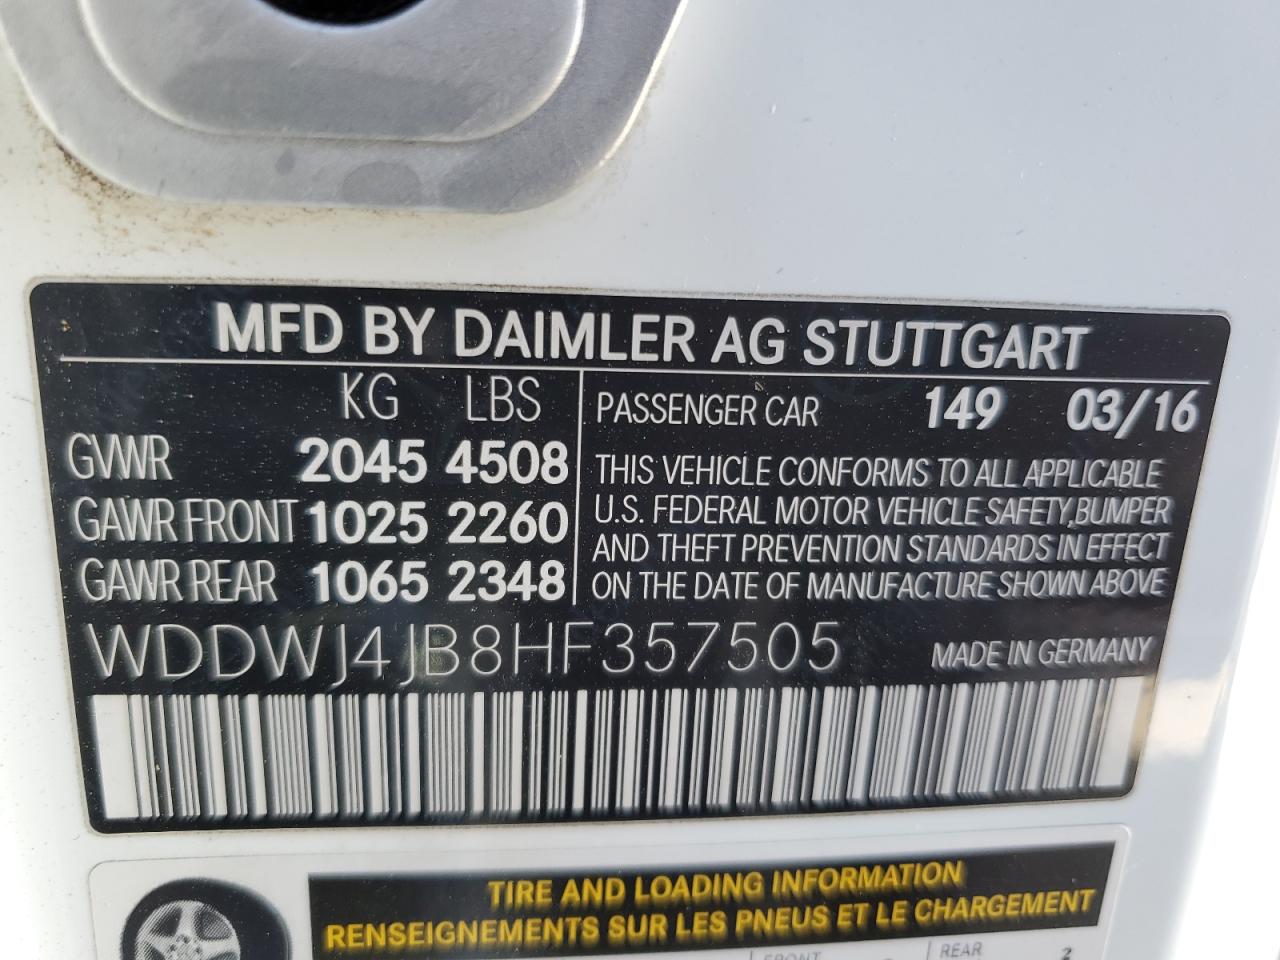 MFD BY DAIMLER AG STUTTGART
KG LBS
GVWR 2045 4508
GAWR FRONT 1025 2260
GAWR REAR 1065 2348
PASSENGER CAR 149 03/16
THIS VEHICLE CONFORMS TO ALL APPLICABLE
U.S. FEDERAL MOTOR VEHICLE SAFETY,BUMPER
AND THEFT PREVENTION STANDARDS IN EFFECT
ON THE DATE OF MANUFACTURE SHOWN ABOVE
WDDWJ4JB8HF357505 MADE IN GERMANY
TIRE AND LOADING INFORMATION
RENSEIGNEMENTS SUR LES PNEUS ET LE CHARGEMENT
FRONT REAR 2